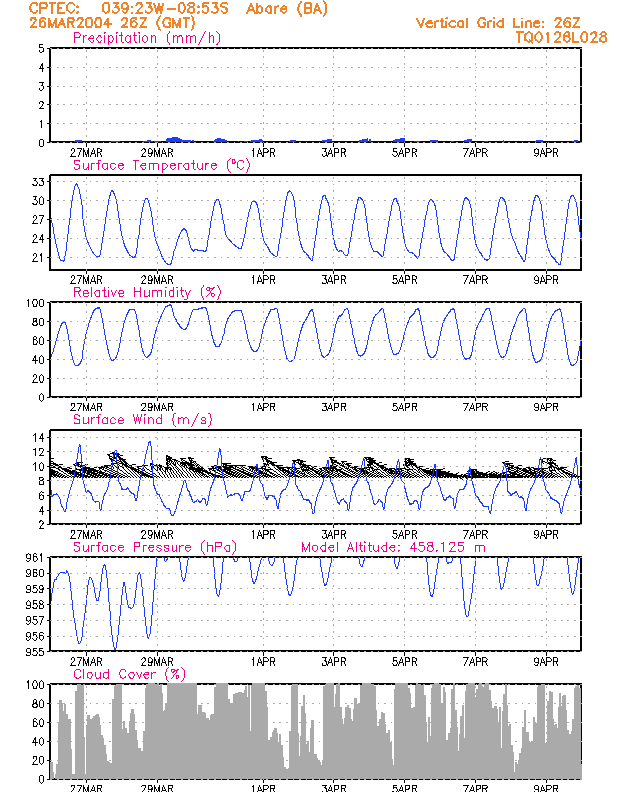 CPTEC: 039:23W-08:53S Abare (BA)
26MAR2004 26Z (GMT) Vertical Grid Line: 26Z
Precipitation (mm/h) TQ0126L028
5
4
3
2
1
0
27MAR 29MAR 1APR 3APR 5APR 7APR 9APR
Surface Temperature (°C)
33
30
27
24
21
27MAR 29MAR 1APR 3APR 5APR 7APR 9APR
Relative Humidity (%)
100
80
60
40
20
0
27MAR 29MAR 1APR 3APR 5APR 7APR 9APR
Surface Wind (m/s)
14
12
10
8
6
4
2
27MAR 29MAR 1APR 3APR 5APR 7APR 9APR
Surface Pressure (hPa) Model Altitude: 458.125 m
961
960
959
958
957
956
955
27MAR 29MAR 1APR 3APR 5APR 7APR 9APR
Cloud Cover (%)
100
80
60
40
20
0
27MAR 29MAR 1APR 3APR 5APR 7APR 9APR